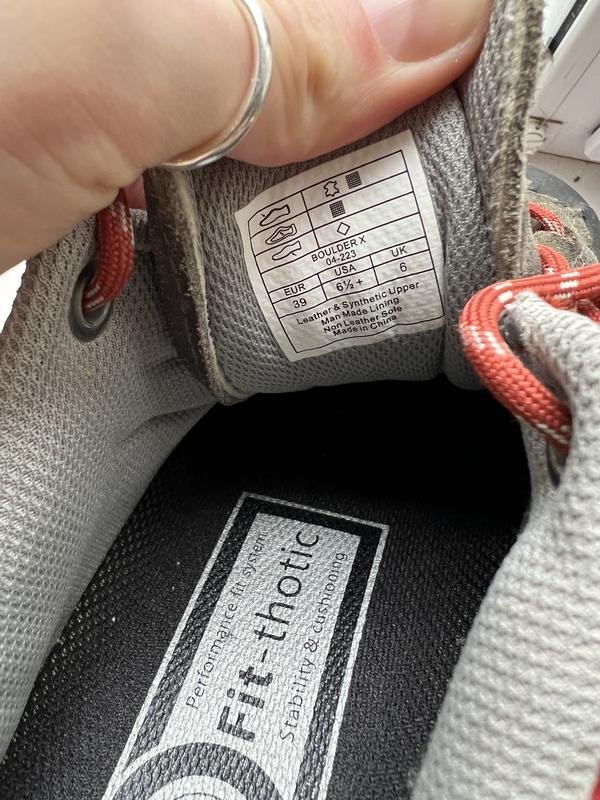 BOULDER X
04-223
EUR USA UK
39 6½+ 6
Leather & Synthetic Upper
Man Made Lining
Non Leather Sole
Made in China
Performance fit system
Fit-thotic
Stability & cushioning